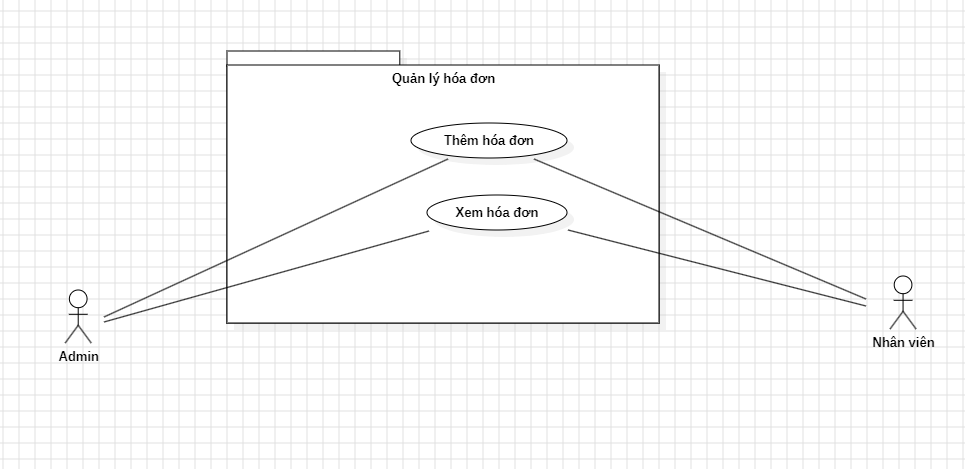 Quản lý hóa đơn
Thêm hóa đơn
Xem hóa đơn
Admin
Nhân viên